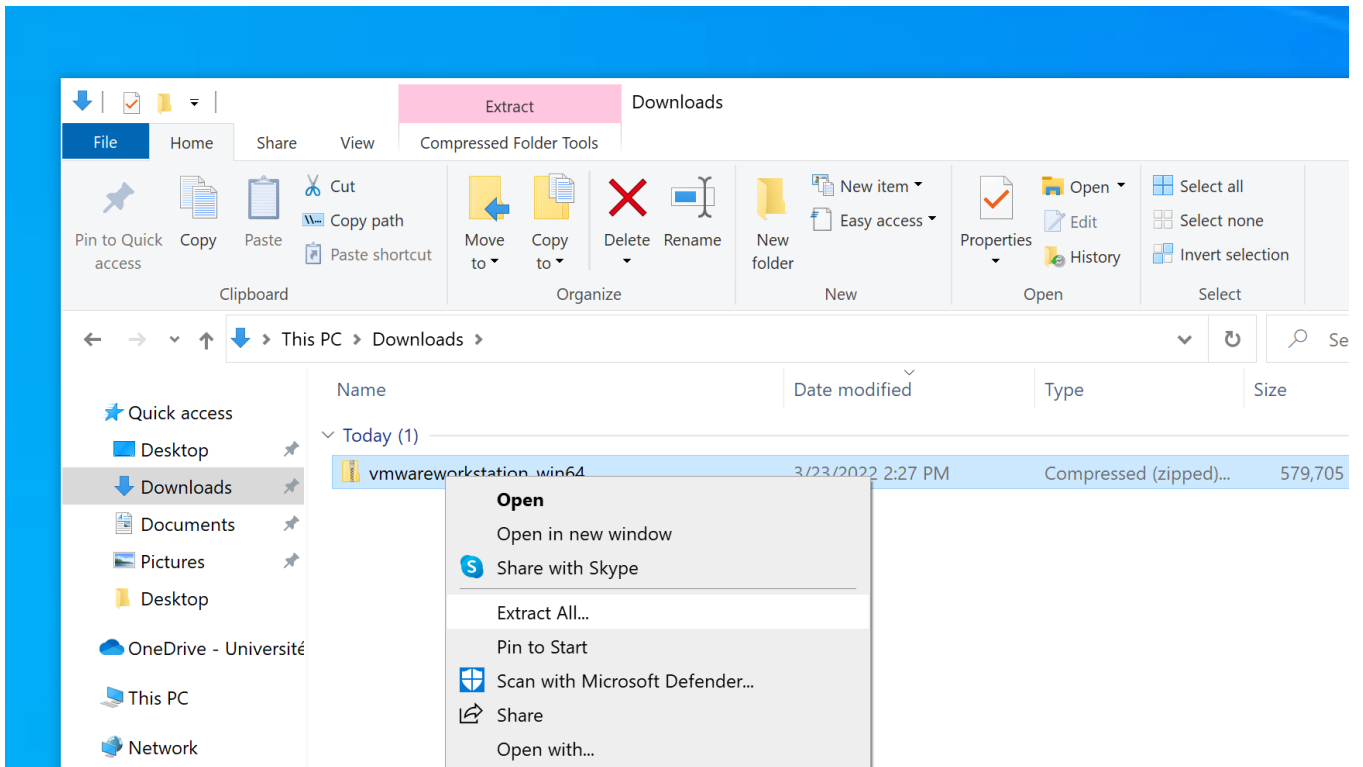 Extract
Downloads
File
Home
Share
View
Compressed Folder Tools
Pin to Quick
access
Copy
Paste
Cut
Copy path
Paste shortcut
Clipboard
Move
to
Copy
to
Delete
Rename
Organize
New
folder
New item
Easy access
New
Properties
Open
Edit
History
Open
Select all
Select none
Invert selection
Select
This PC
Downloads
Name
Date modified
Type
Size
Quick access
Desktop
Downloads
Documents
Pictures
Desktop
OneDrive - Université
This PC
Network
Today (1)
vmwareworkstation_win64
3/23/2022 2:27 PM
Compressed (zipped)...
579,705
Open
Open in new window
Share with Skype
Extract All...
Pin to Start
Scan with Microsoft Defender...
Share
Open with...